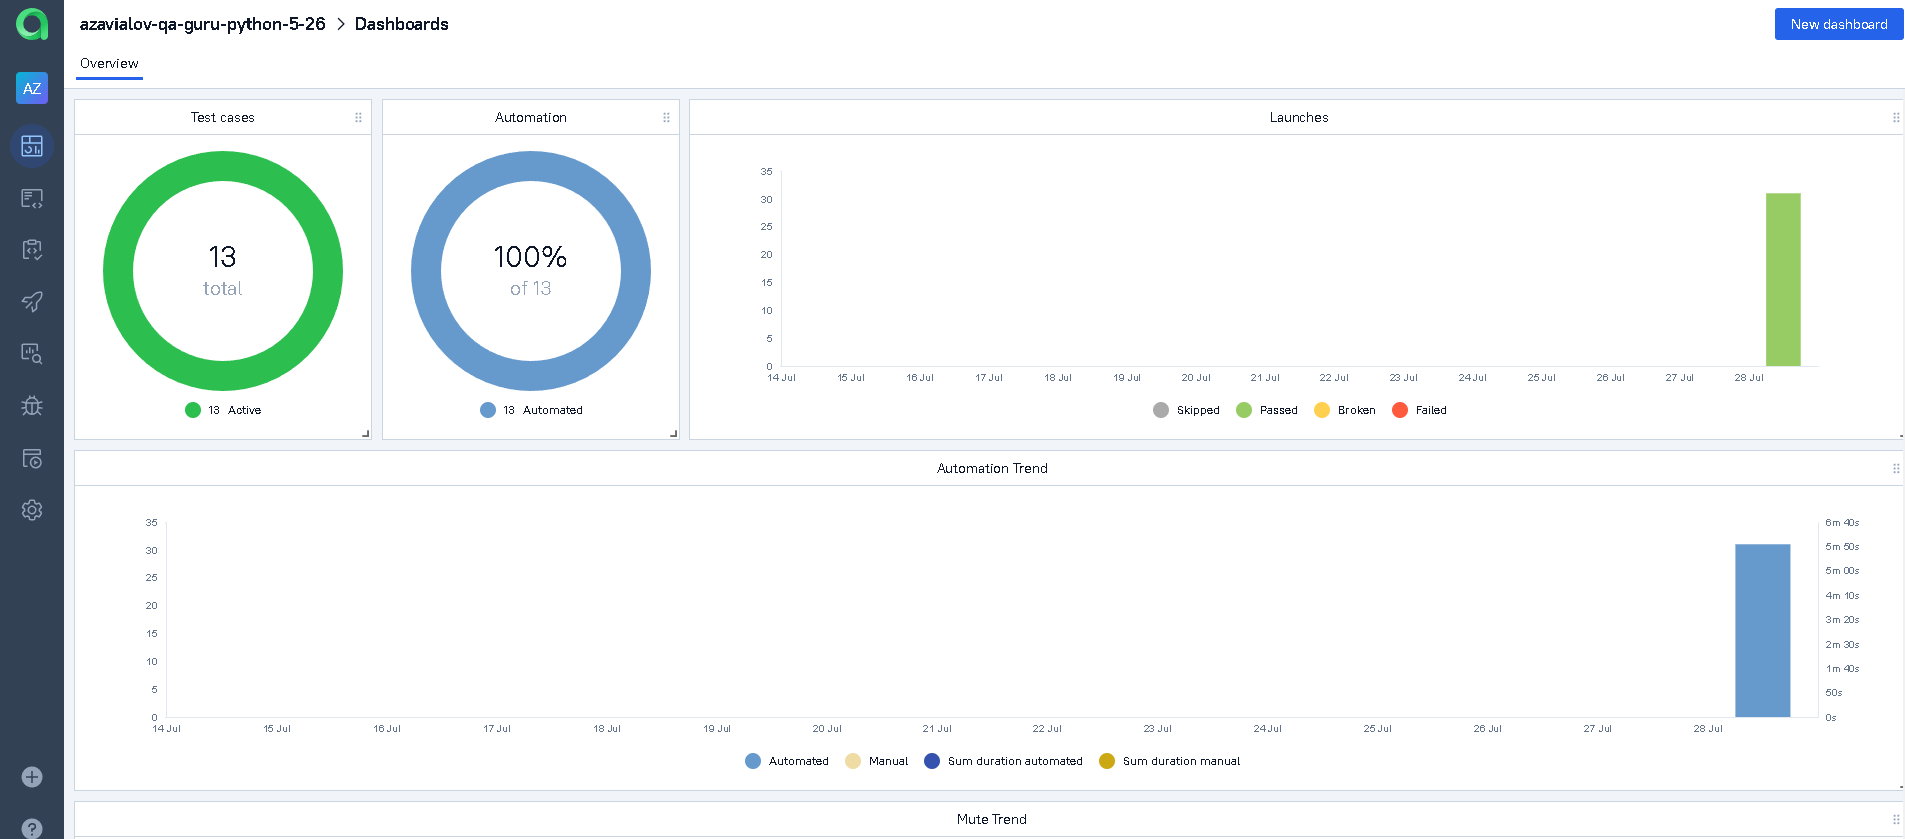 azavialov-qa-guru-python-5-26 > Dashboards
New dashboard
Overview
AZ
Test cases
13
total
13 Active
Automation
100%
of 13
13 Automated
Launches
35
30
25
20
15
10
5
0
14 Jul 15 Jul 16 Jul 17 Jul 18 Jul 19 Jul 20 Jul 21 Jul 22 Jul 23 Jul 24 Jul 25 Jul 26 Jul 27 Jul 28 Jul
Skipped Passed Broken Failed
Automation Trend
35
30
25
20
15
10
5
0
6m 40s
5m 50s
5m 00s
4m 10s
3m 20s
2m 30s
1m 40s
50s
0s
14 Jul 15 Jul 16 Jul 17 Jul 18 Jul 19 Jul 20 Jul 21 Jul 22 Jul 23 Jul 24 Jul 25 Jul 26 Jul 27 Jul 28 Jul
Automated Manual Sum duration automated Sum duration manual
Mute Trend